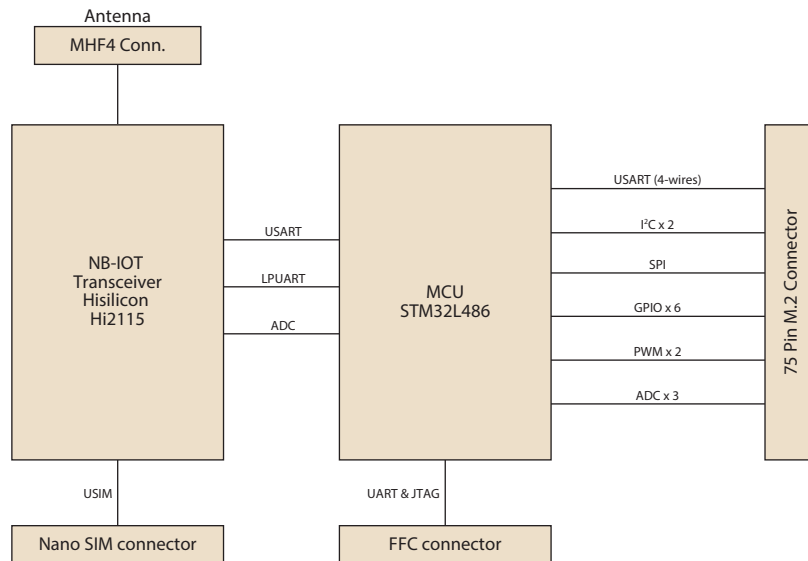 Antenna
MHF4 Conn.
NB-IOT
Transceiver
Hisilicon
Hi2115
USART
LPUART
ADC
MCU
STM32L486
USART (4-wires)
I²C x 2
SPI
GPIO x 6
PWM x 2
ADC x 3
75 Pin M.2 Connector
USIM
UART & JTAG
Nano SIM connector
FFC connector